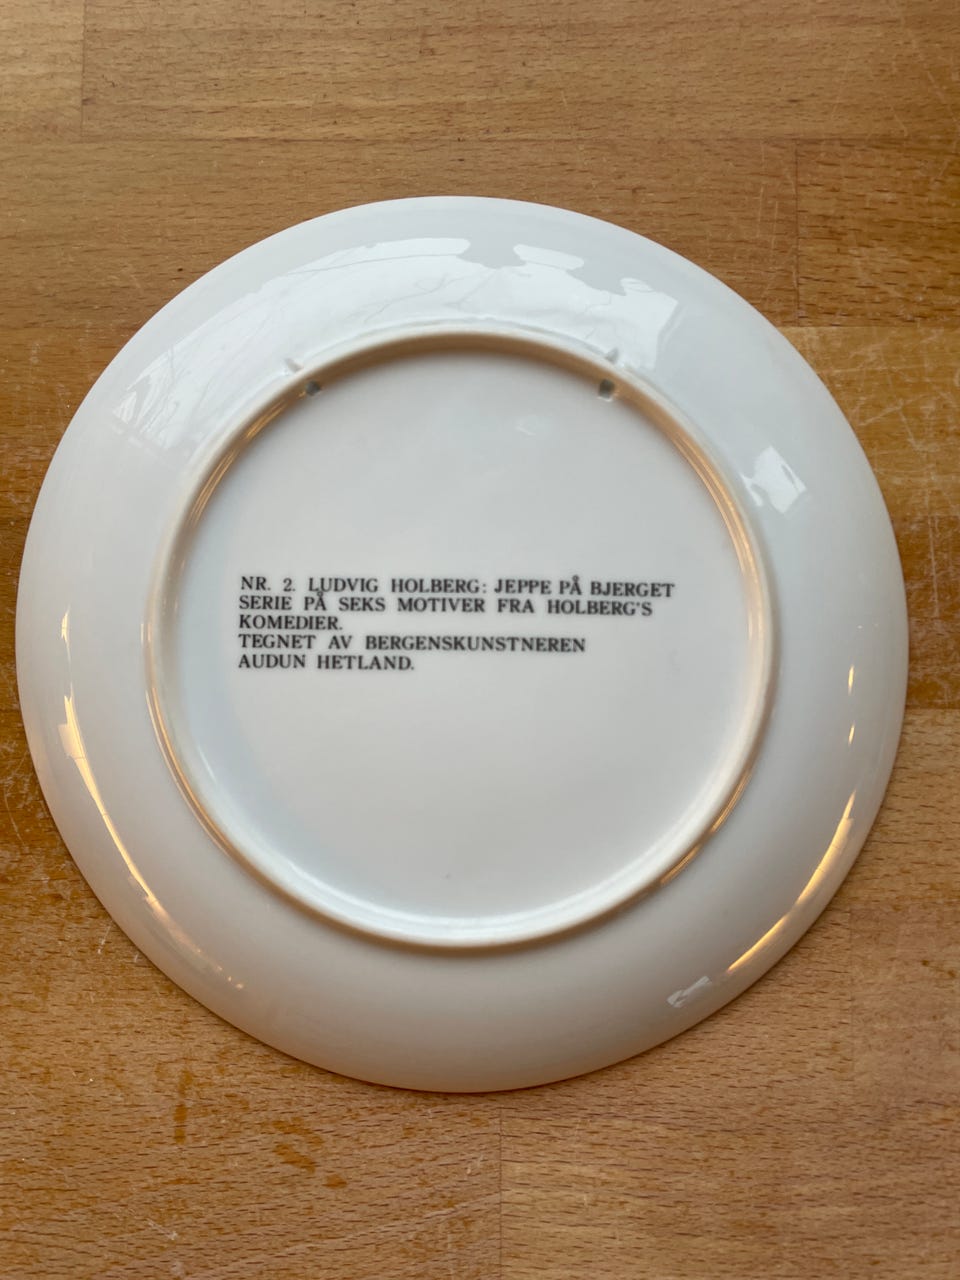 NR. 2. LUDVIG HOLBERG: JEPPE PÅ BJERGET
SERIE PÅ SEKS MOTIVER FRA HOLBERG'S
KOMEDIER.
TEGNET AV BERGENSKUNSTNEREN
AUDUN HETLAND.